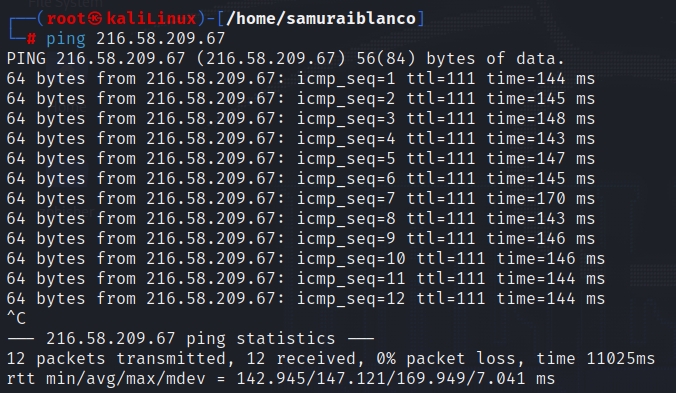 ┌──(root㉿kaliLinux)-[/home/samuraiblanco]
└─# ping 216.58.209.67
PING 216.58.209.67 (216.58.209.67) 56(84) bytes of data.
64 bytes from 216.58.209.67: icmp_seq=1 ttl=111 time=144 ms
64 bytes from 216.58.209.67: icmp_seq=2 ttl=111 time=145 ms
64 bytes from 216.58.209.67: icmp_seq=3 ttl=111 time=148 ms
64 bytes from 216.58.209.67: icmp_seq=4 ttl=111 time=143 ms
64 bytes from 216.58.209.67: icmp_seq=5 ttl=111 time=147 ms
64 bytes from 216.58.209.67: icmp_seq=6 ttl=111 time=145 ms
64 bytes from 216.58.209.67: icmp_seq=7 ttl=111 time=170 ms
64 bytes from 216.58.209.67: icmp_seq=8 ttl=111 time=143 ms
64 bytes from 216.58.209.67: icmp_seq=9 ttl=111 time=146 ms
64 bytes from 216.58.209.67: icmp_seq=10 ttl=111 time=146 ms
64 bytes from 216.58.209.67: icmp_seq=11 ttl=111 time=144 ms
64 bytes from 216.58.209.67: icmp_seq=12 ttl=111 time=144 ms
^C
--- 216.58.209.67 ping statistics ---
12 packets transmitted, 12 received, 0% packet loss, time 11025ms
rtt min/avg/max/mdev = 142.945/147.121/169.949/7.041 ms